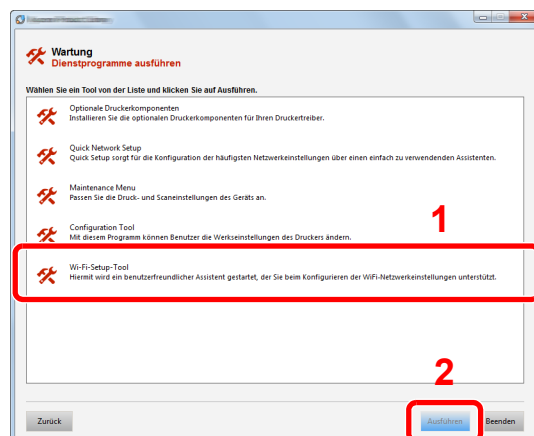 Wartung
Dienstprogramme ausführen
Wählen Sie ein Tool von der Liste und klicken Sie auf Ausführen.
Optionale Druckerkomponenten
Installieren Sie die optionalen Druckerkomponenten für Ihren Druckertreiber.
Quick Network Setup
Quick Setup sorgt für die Konfiguration der häufigsten Netzwerkeinstellungen über einen einfach zu verwendenden Assistenten.
Maintenance Menu
Passen Sie die Druck- und Scaneinstellungen des Geräts an.
1
Configuration Tool
Mit diesem Programm können Benutzer die Werkseinstellungen des Druckers ändern.
Wi-Fi-Setup-Tool
Hiermit wird ein benutzerfreundlicher Assistent gestartet, der Sie beim Konfigurieren der WiFi-Netzwerkeinstellungen unterstützt.
2
Zurück
Ausführen
Beenden